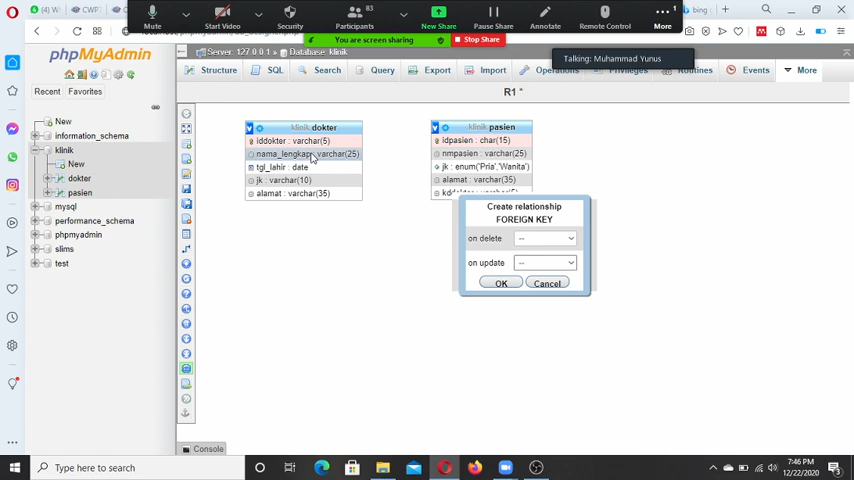 Mute
Start Video
Security
83
Participants
New Share
Pause Share
Annotate
Remote Control
1
More
You are screen sharing
Stop Share
Talking: Muhammad Yunus
phpMyAdmin
Server: 127.0.0.1 » Database: klinik
Structure
SQL
Search
Query
Export
Import
Operations
Privileges
Routines
Events
More
R1 *
Recent
Favorites
New
information_schema
klinik
New
dokter
pasien
mysql
performance_schema
phpmyadmin
slims
test
klinik dokter
iddokter : varchar(5)
nama_lengkap : varchar(25)
tgl_lahir : date
jk : varchar(10)
alamat : varchar(35)
klinik pasien
idpasien : char(15)
nmpasien : varchar(25)
jk : enum('Pria','Wanita')
alamat : varchar(35)
kddokter : varchar(5)
Create relationship
FOREIGN KEY
on delete
--
on update
--
OK
Cancel
Console
Type here to search
7:46 PM
12/22/2020
3